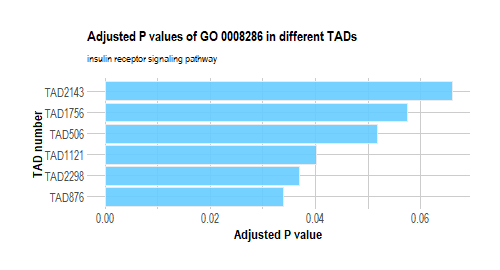 Adjusted P values of GO 0008286 in different TADs
insulin receptor signaling pathway
TAD number
TAD2143
TAD1756
TAD506
TAD1121
TAD2298
TAD876
0.00 0.02 0.04 0.06
Adjusted P value